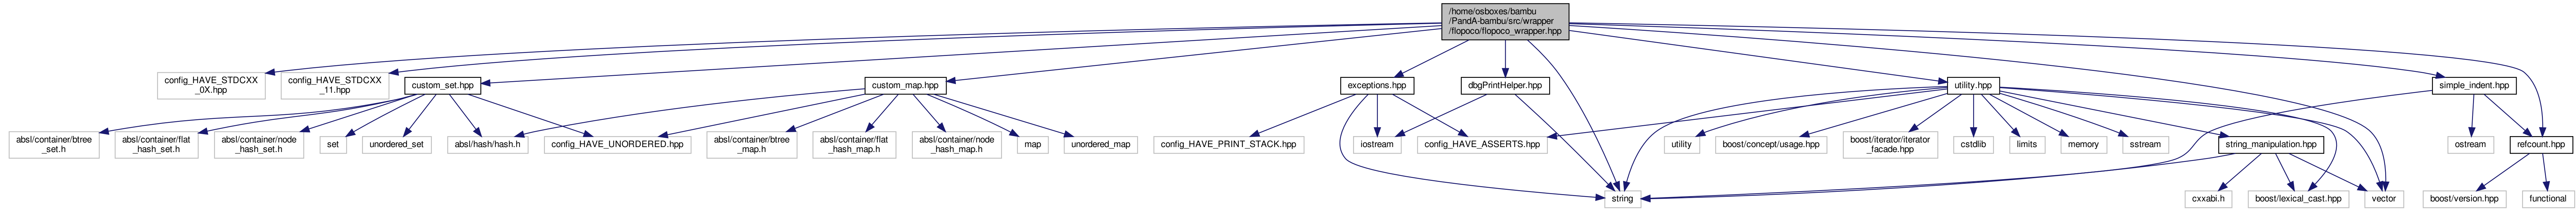 /home/osboxes/bambu
/PandA-bambu/src/wrapper
/flopoco/flopoco_wrapper.hpp
config_HAVE_STDCXX
_0X.hpp
config_HAVE_STDCXX
_11.hpp
custom_set.hpp
custom_map.hpp
exceptions.hpp
dbgPrintHelper.hpp
utility.hpp
simple_indent.hpp
absl/container/btree
_set.h
absl/container/flat
_hash_set.h
absl/container/node
_hash_set.h
set
unordered_set
absl/hash/hash.h
config_HAVE_UNORDERED.hpp
absl/container/btree
_map.h
absl/container/flat
_hash_map.h
absl/container/node
_hash_map.h
map
unordered_map
config_HAVE_PRINT_STACK.hpp
iostream
config_HAVE_ASSERTS.hpp
utility
boost/concept/usage.hpp
boost/iterator/iterator
_facade.hpp
cstdlib
limits
memory
sstream
string_manipulation.hpp
ostream
refcount.hpp
string
cxxabi.h
boost/lexical_cast.hpp
vector
boost/version.hpp
functional